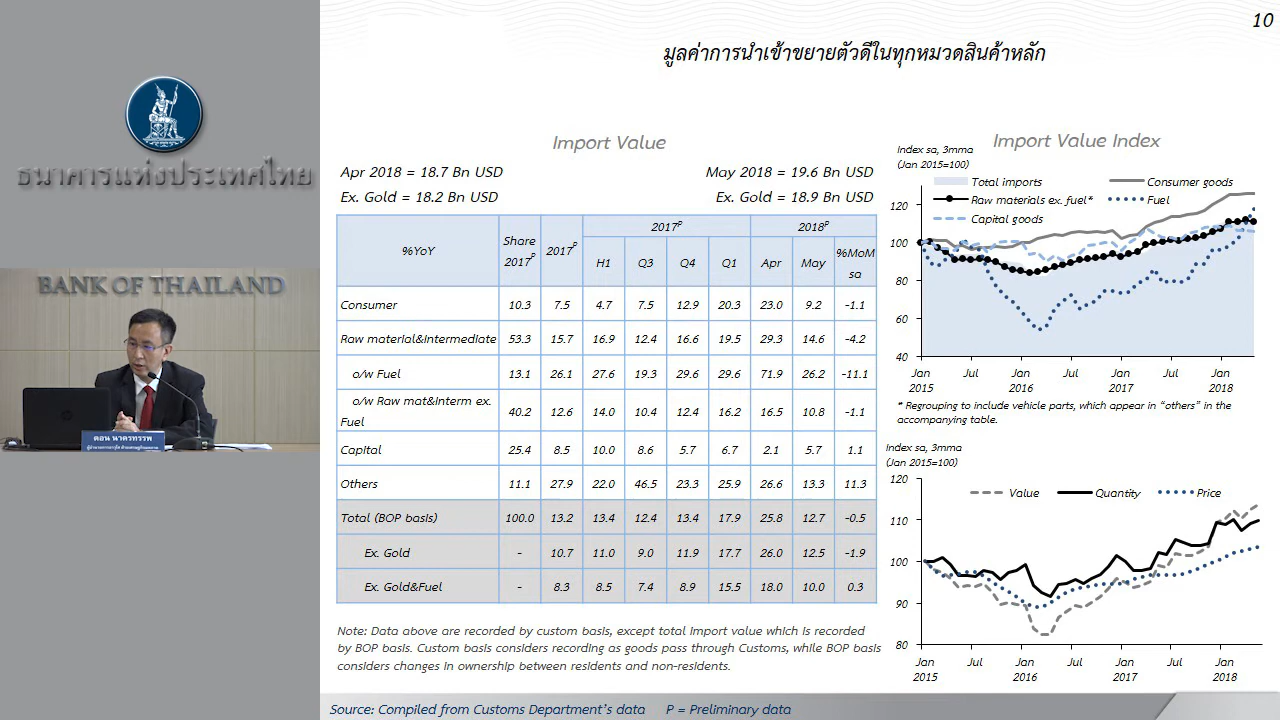 10
มูลค่าการนำเข้าขยายตัวดีในทุกหมวดสินค้าหลัก
ธนาคารแห่งประเทศไทย
BANK OF THAILAND
ดอน นาครทรรพ
Import Value
Apr 2018 = 18.7 Bn USD May 2018 = 19.6 Bn USD
Ex. Gold = 18.2 Bn USD Ex. Gold = 18.9 Bn USD
%YoY Share 2017P 2017P 2017P 2018P
H1 Q3 Q4 Q1 Apr May %MoM sa
Consumer 10.3 7.5 4.7 7.5 12.9 20.3 23.0 9.2 -1.1
Raw material&Intermediate 53.3 15.7 16.9 12.4 16.6 19.5 29.3 14.6 -4.2
o/w Fuel 13.1 26.1 27.6 19.3 29.6 29.6 71.9 26.2 -11.1
o/w Raw mat&Interm ex. Fuel 40.2 12.6 14.0 10.4 12.4 16.2 16.5 10.8 -1.1
Capital 25.4 8.5 10.0 8.6 5.7 6.7 2.1 5.7 1.1
Others 11.1 27.9 22.0 46.5 23.3 25.9 26.6 13.3 11.3
Total (BOP basis) 100.0 13.2 13.4 12.4 13.4 17.9 25.8 12.7 -0.5
Ex. Gold - 10.7 11.0 9.0 11.9 17.7 26.0 12.5 -1.9
Ex. Gold&Fuel - 8.3 8.5 7.4 8.9 15.5 18.0 10.0 0.3
Note: Data above are recorded by custom basis, except total import value which is recorded
by BOP basis. Custom basis considers recording as goods pass through Customs, while BOP basis
considers changes in ownership between residents and non-residents.
Import Value Index
Index sa, 3mma
(Jan 2015=100)
Total imports Consumer goods
Raw materials ex. fuel* Fuel
Capital goods
120
100
80
60
40
Jan Jul Jan Jul Jan Jul Jan
2015 2016 2017 2018
* Regrouping to include vehicle parts, which appear in "others" in the
accompanying table.
Index sa, 3mma
(Jan 2015=100)
Value Quantity Price
120
110
100
90
80
Jan Jul Jan Jul Jan Jul Jan
2015 2016 2017 2018
Source: Compiled from Customs Department's data P = Preliminary data